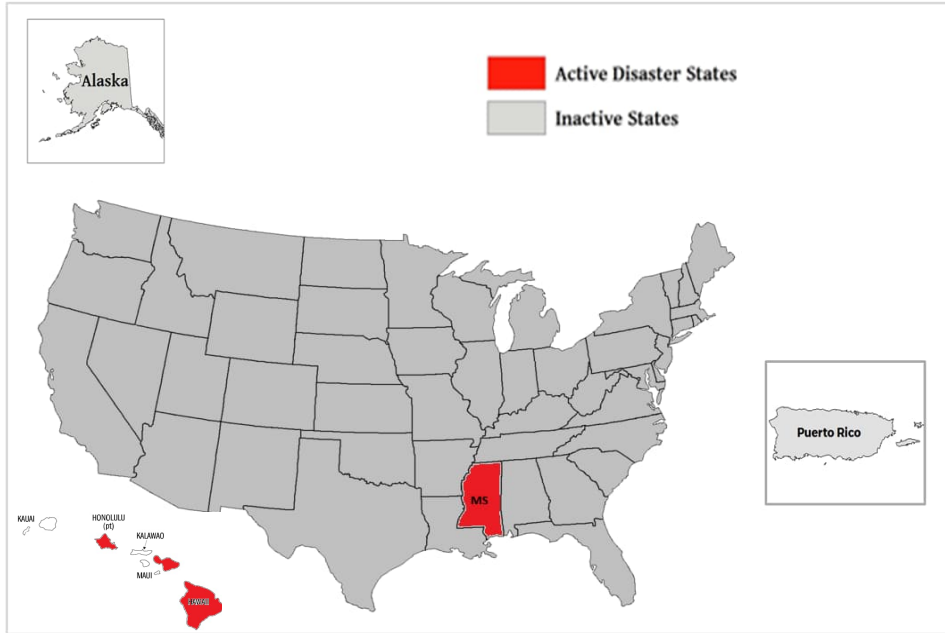 Alaska
Active Disaster States
Inactive States
Puerto Rico
MS
KAUAI
HONOLULU
(pt)
KALAWAO
MAUI
HAWAII